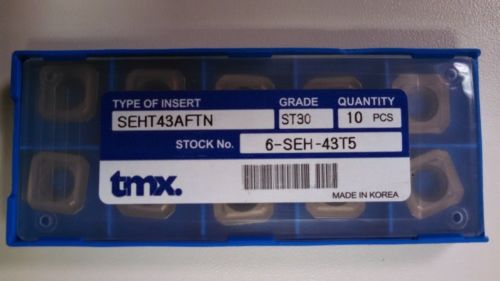 TYPE OF INSERT GRADE QUANTITY
SEHT43AFTN ST30 10 PCS
STOCK No. 6-SEH-43T5
tmx.
MADE IN KOREA